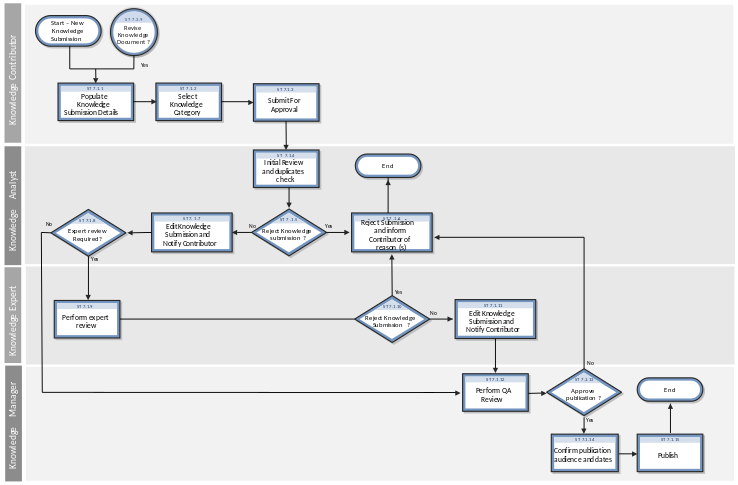 Knowledge Contributor
Start – New
Knowledge
Submission
ST 7.2.9
Revise
Knowledge
Document ?
Yes
ST 7.1.1
Populate
Knowledge
Submission Details
ST 7.1.2
Select
Knowledge
Category
ST 7.1.3
Submit For
Approval
Knowledge Analyst
ST 7.1.4
Initial Review
and duplicates
check
End
No
ST 7.1.8
Expert review
Required?
Yes
ST 7.1.7
Edit Knowledge
Submission and
Notify Contributor
No
ST 7.1.5
Reject Knowledge
submission ?
Yes
ST 7.1.6
Reject Submission
and inform
Contributor of
reason (s)
Knowledge Expert
ST 7.1.9
Perform expert
review
Yes
ST 7.1.10
Reject Knowledge
Submission ?
No
ST 7.1.11
Edit Knowledge
Submission and
Notify Contributor
Knowledge Manager
ST 7.1.12
Perform QA
Review
No
ST 7.1.13
Approve
publication ?
Yes
End
ST 7.1.14
Confirm publication
audience and dates
ST 7.1.15
Publish